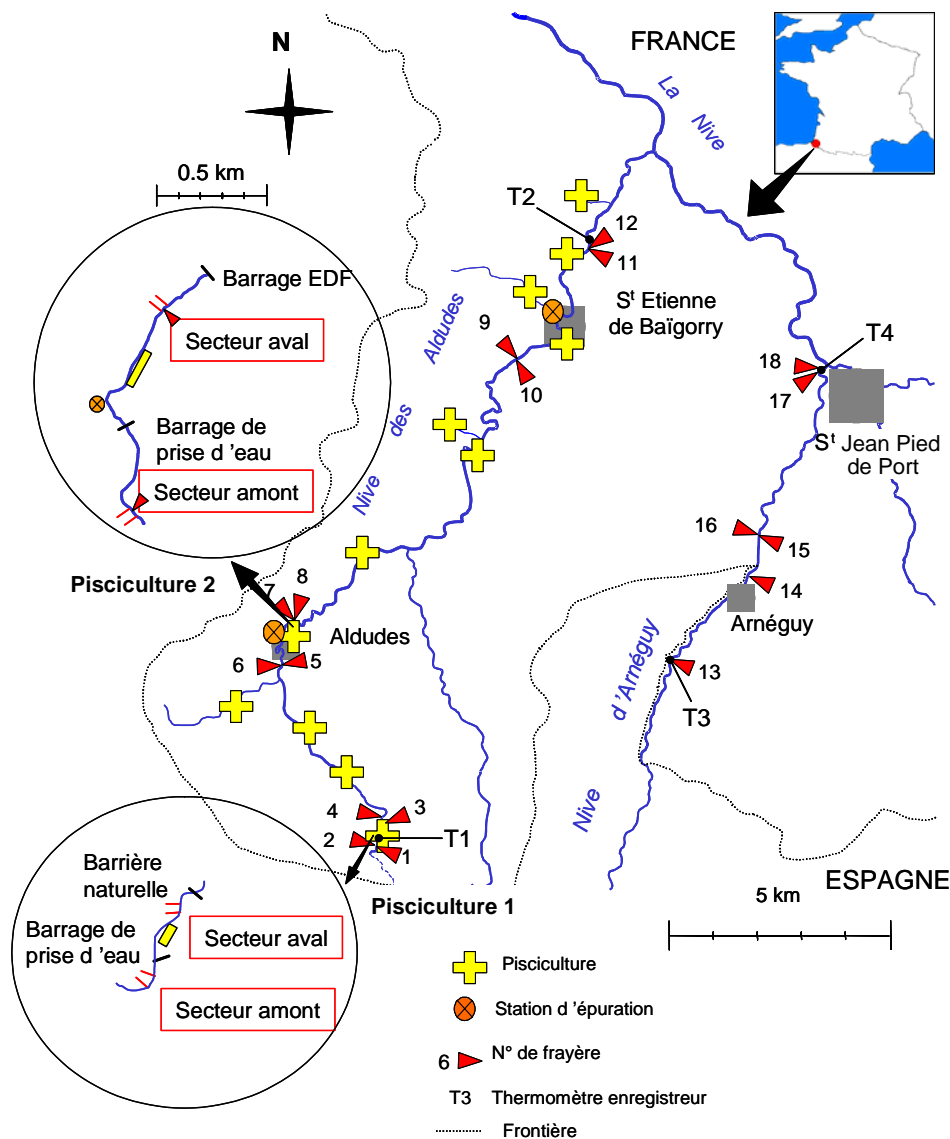 N
FRANCE
La
Nive
0.5 km
T2
12
11
Barrage EDF
Secteur aval
Barrage de
prise d 'eau
Secteur amont
Sᵗ Etienne
de Baïgorry
9
10
Nive
des
Aldudes
T4
18
17
Sᵗ Jean Pied
de Port
16
15
14
Arnéguy
13
T3
Nive
d'Arnéguy
Pisciculture 2
7
8
Aldudes
6
5
4
3
2
1
T1
Pisciculture 1
ESPAGNE
5 km
Barrière
naturelle
Barrage de
prise d 'eau
Secteur aval
Secteur amont
Pisciculture
Station d 'épuration
6
N° de frayère
T3 Thermomètre enregistreur
Frontière